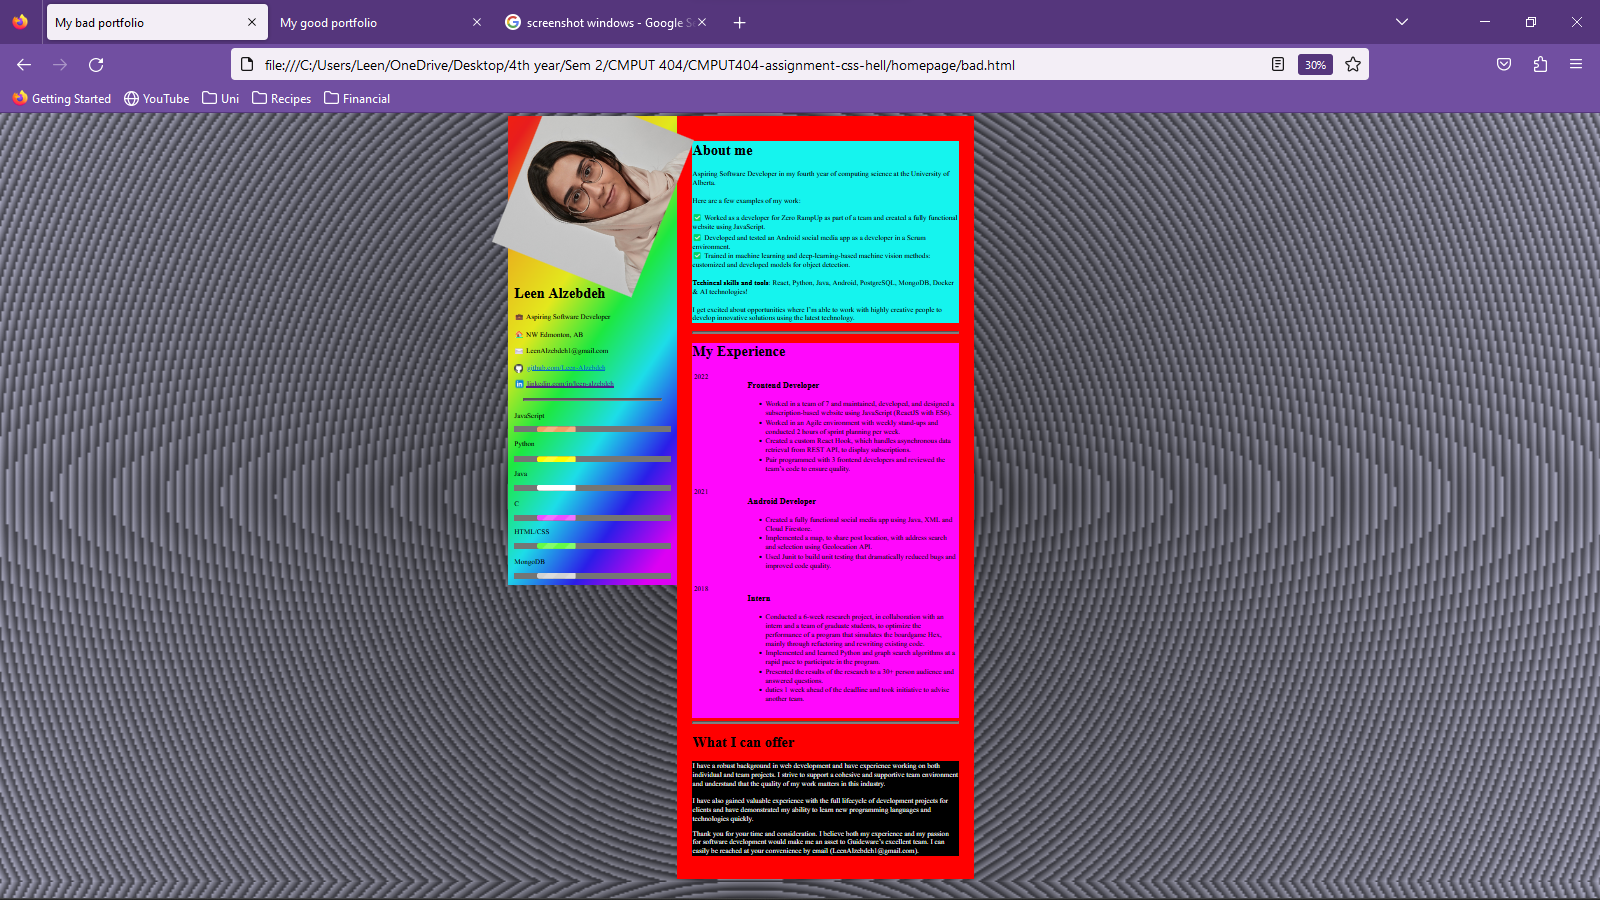 My bad portfolio
My good portfolio
screenshot windows - Google Se
file:///C:/Users/Leen/OneDrive/Desktop/4th year/Sem 2/CMPUT 404/CMPUT404-assignment-css-hell/homepage/bad.html
30%
Getting Started
YouTube
Uni
Recipes
Financial
Leen Alzebdeh
Aspiring Software Developer
NW Edmonton, AB
LeenAlzebdeh1@gmail.com
github.com/Leen-Alzebdeh
linkedin.com/in/leen-alzebdeh
JavaScript
Python
Java
C
HTML/CSS
MongoDB
About me
Aspiring Software Developer in my fourth year of computing science at the University of
Alberta.
Here are a few examples of my work:
✅ Worked as a developer for Zero RampUp as part of a team and created a fully functional
website using JavaScript.
✅ Developed and tested an Android social media app as a developer in a Scrum
environment.
✅ Trained in machine learning and deep-learning-based machine vision methods:
customized and developed models for object detection.
Techincal skills and tools: React, Python, Java, Android, PostgreSQL, MongoDB, Docker
& AI technologies!
I get excited about opportunities where I'm able to work with highly creative people to
develop innovative solutions using the latest technology.
My Experience
2022
Frontend Developer
• Worked in a team of 7 and maintained, developed, and designed a
subscription-based website using JavaScript (ReactJS with ES6).
• Worked in an Agile environment with weekly stand-ups and
conducted 2 hours of sprint planning per week.
• Created a custom React Hook, which handles asynchronous data
retrieval from REST API, to display subscriptions.
• Pair programmed with 3 frontend developers and reviewed the
team's code to ensure quality.
2021
Android Developer
• Created a fully functional social media app using Java, XML and
Cloud Firestore.
• Implemented a map, to share post location, with address search
and selection using Geolocation API.
• Used Junit to build unit testing that dramatically reduced bugs and
improved code quality.
2018
Intern
• Conducted a 6-week research project, in collaboration with an
intern and a team of graduate students, to optimize the
performance of a program that simulates the boardgame Hex,
mainly through refactoring and rewriting existing code.
• Implemented and learned Python and graph search algorithms at a
rapid pace to participate in the program.
• Presented the results of the research to a 30+ person audience and
answered questions.
• duties 1 week ahead of the deadline and took initiative to advise
another team.
What I can offer
I have a robust background in web development and have experience working on both
individual and team projects. I strive to support a cohesive and supportive team environment
and understand that the quality of my work matters in this industry.
I have also gained valuable experience with the full lifecycle of development projects for
clients and have demonstrated my ability to learn new programming languages and
technologies quickly.
Thank you for your time and consideration. I believe both my experience and my passion
for software development would make me an asset to Guideware's excellent team. I can
easily be reached at your convenience by email (LeenAlzebdeh1@gmail.com).